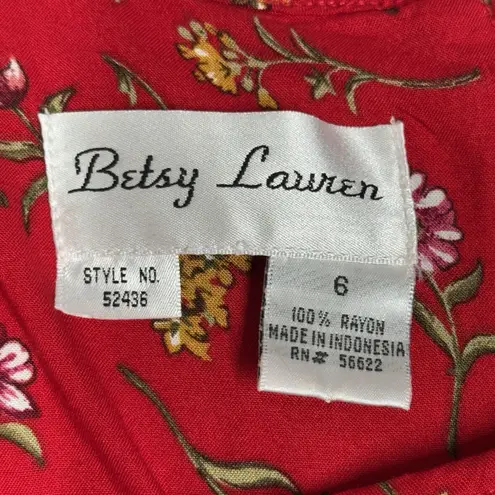 Betsy Lauren
STYLE NO.
52436
6
100% RAYON
MADE IN INDONESIA
RN# 56622